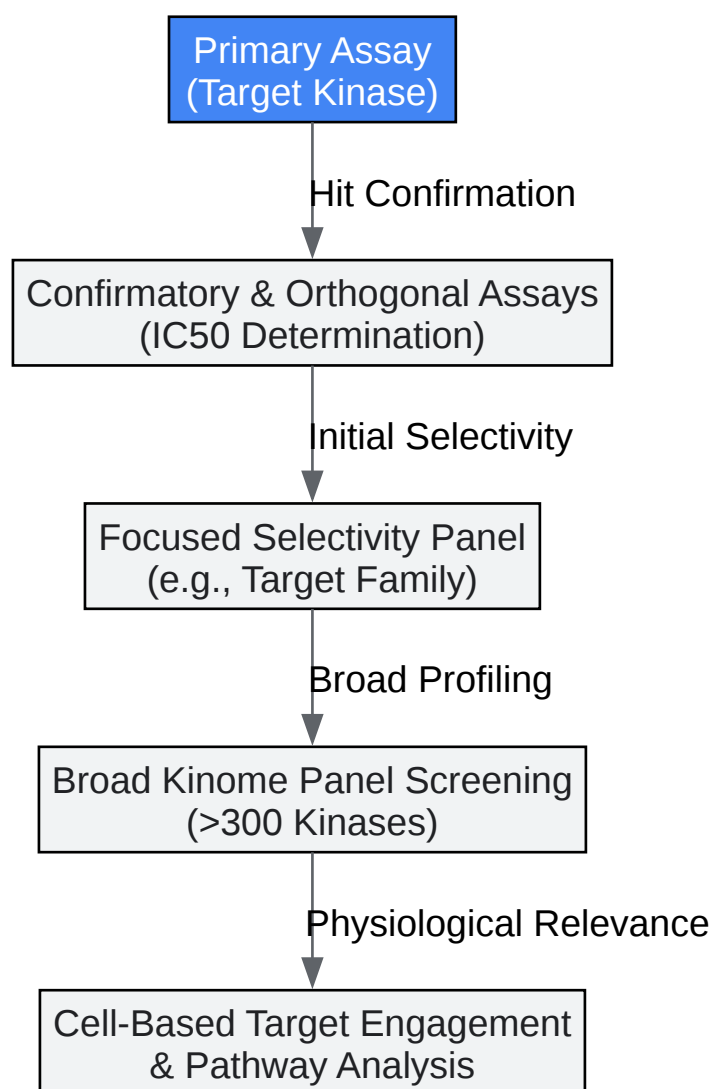 Primary Assay
(Target Kinase)
Hit Confirmation
Confirmatory & Orthogonal Assays
(IC50 Determination)
Initial Selectivity
Focused Selectivity Panel
(e.g., Target Family)
Broad Profiling
Broad Kinome Panel Screening
(>300 Kinases)
Physiological Relevance
Cell-Based Target Engagement
& Pathway Analysis